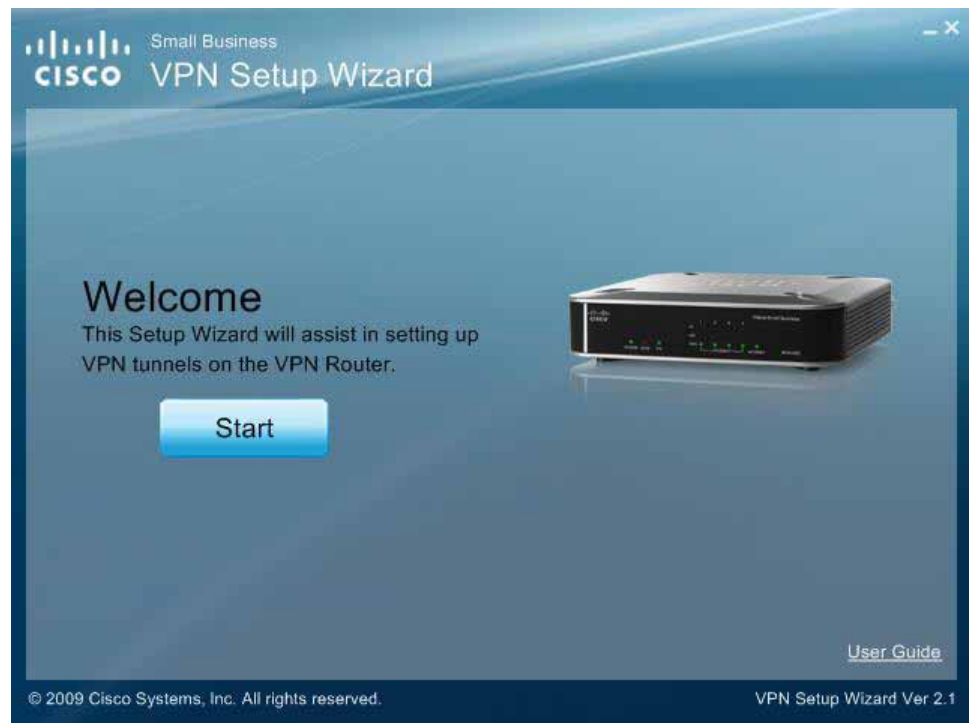 Small Business
CISCO VPN Setup Wizard
Welcome
This Setup Wizard will assist in setting up
VPN tunnels on the VPN Router.
Start
User Guide
© 2009 Cisco Systems, Inc. All rights reserved.
VPN Setup Wizard Ver 2.1